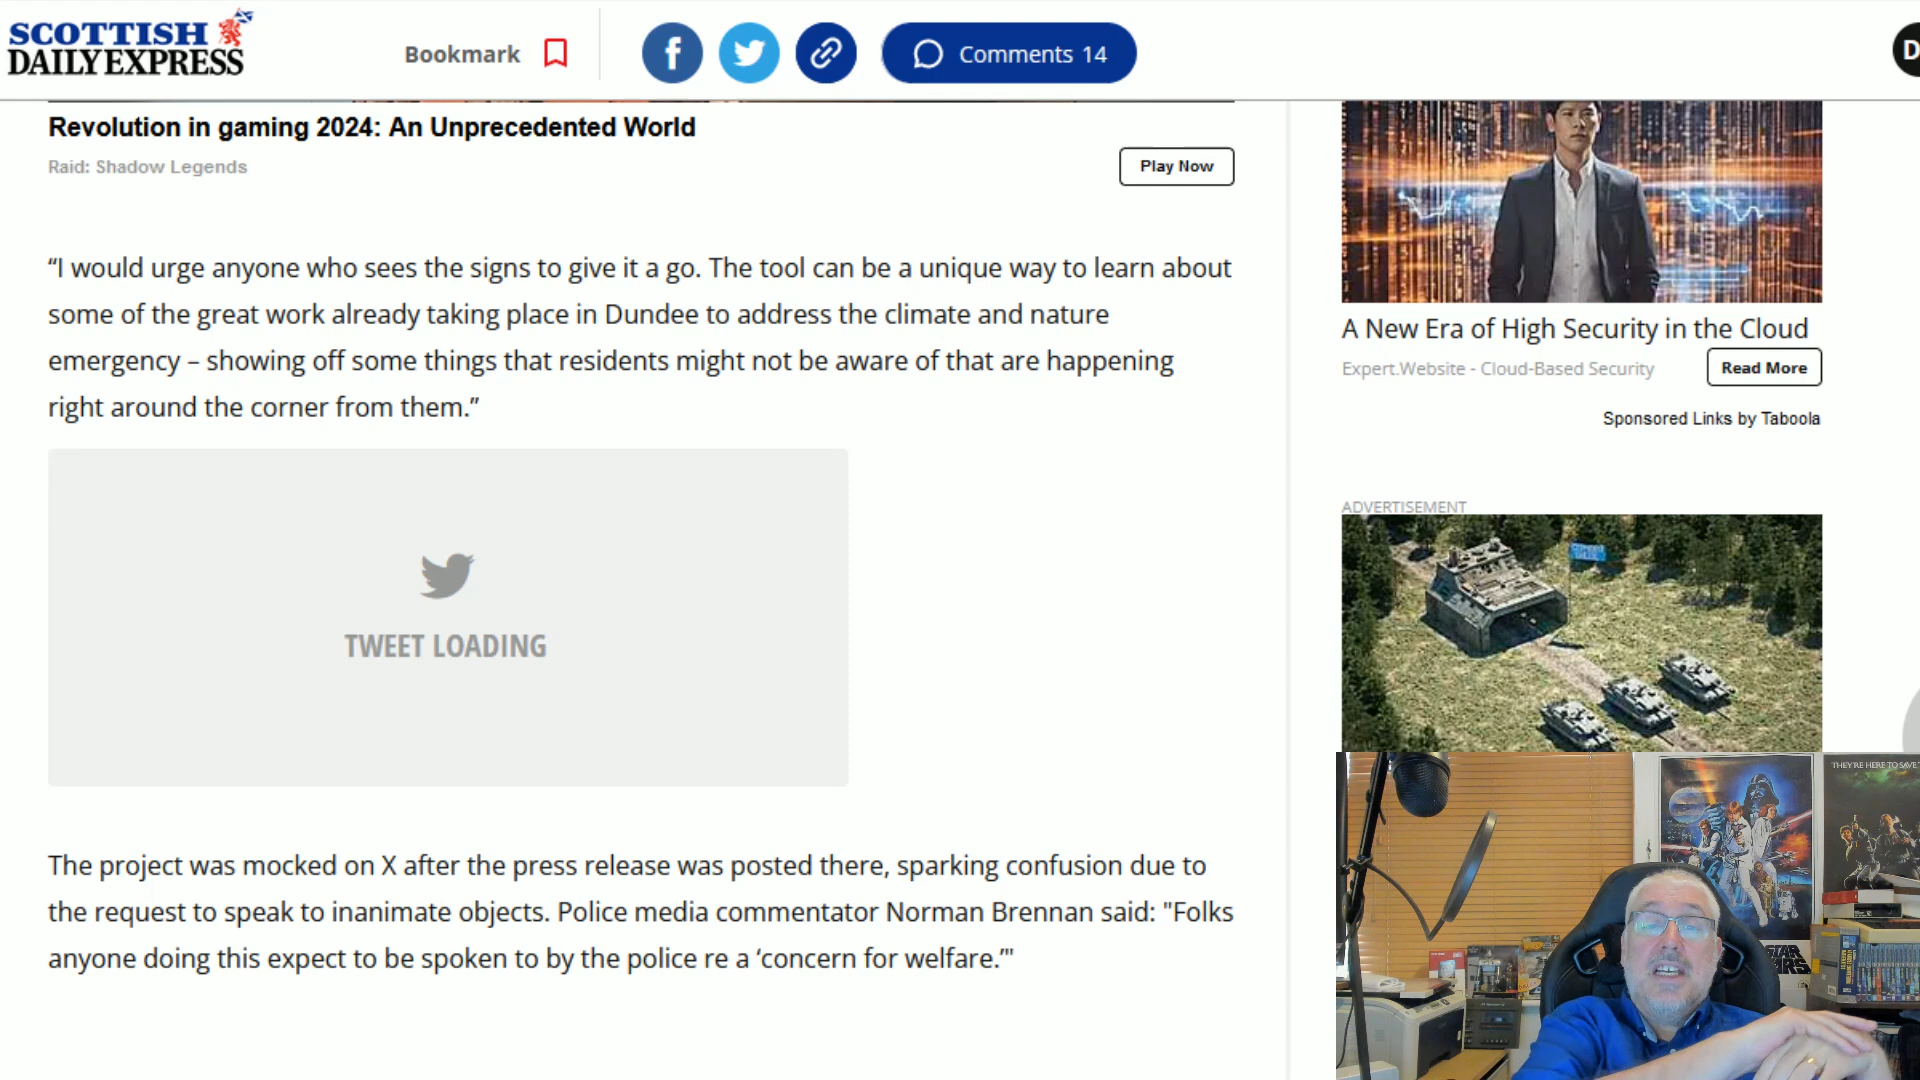 SCOTTISH
DAILY EXPRESS
Bookmark
Comments 14
D
Revolution in gaming 2024: An Unprecedented World
Raid: Shadow Legends
Play Now
“I would urge anyone who sees the signs to give it a go. The tool can be a unique way to learn about
some of the great work already taking place in Dundee to address the climate and nature
emergency – showing off some things that residents might not be aware of that are happening
right around the corner from them.”
TWEET LOADING
The project was mocked on X after the press release was posted there, sparking confusion due to
the request to speak to inanimate objects. Police media commentator Norman Brennan said: "Folks
anyone doing this expect to be spoken to by the police re a ‘concern for welfare.’"
A New Era of High Security in the Cloud
Expert.Website - Cloud-Based Security
Read More
Sponsored Links by Taboola
ADVERTISEMENT
THEY'RE HERE TO SAVE
STAR
WARS